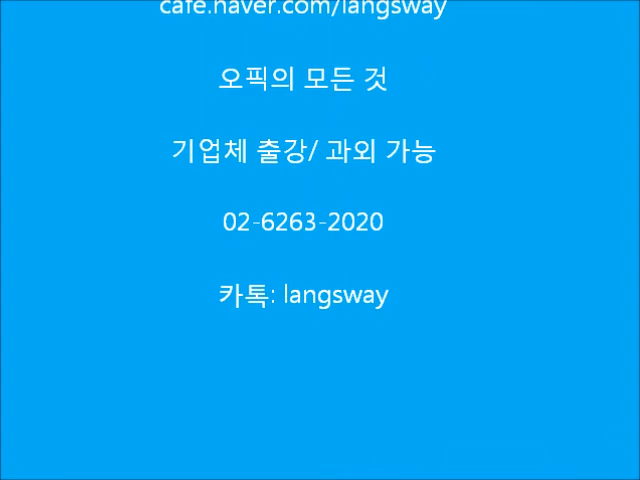 cafe.naver.com/langsway
오픽의 모든 것
기업체 출강/ 과외 가능
02-6263-2020
카톡: langsway